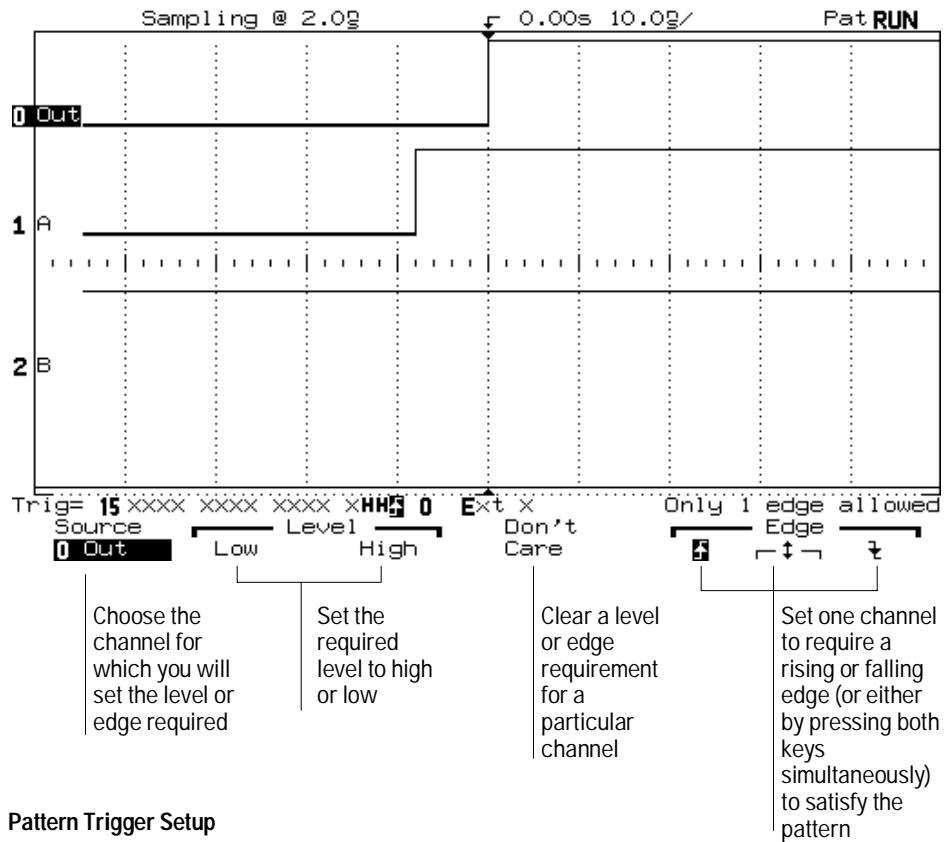 Sampling @ 2.0ns 0.00s 10.0ns/ Pat RUN
0 Out
1 A
2 B
Trig= 15 XXXX XXXX XXXX XHH↑ 0 Ext X Only 1 edge allowed
Source Level Don't Edge
0 Out Low High Care ↑ ↕ ↓
Choose the
channel for
which you will
set the level or
edge required
Set the
required
level to high
or low
Clear a level
or edge
requirement
for a
particular
channel
Set one channel
to require a
rising or falling
edge (or either
by pressing both
keys
simultaneously)
to satisfy the
pattern
Pattern Trigger Setup